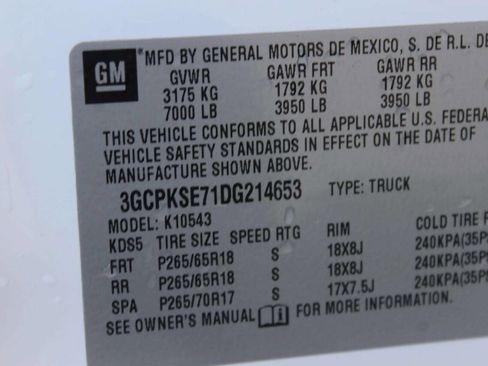 GM
*MFD BY GENERAL MOTORS DE MEXICO, S. DE R.L. DE
GVWR GAWR FRT GAWR RR
3175 KG 1792 KG 1792 KG
7000 LB 3950 LB 3950 LB
THIS VEHICLE CONFORMS TO ALL APPLICABLE U.S. FEDERA
VEHICLE SAFETY STANDARDS IN EFFECT ON THE DATE
MANUFACTURE SHOWN ABOVE.
3GCPKSE71DG214653 TYPE: TRUCK
MODEL: K10543
KDS5 TIRE SIZE SPEED RTG RIM COLD TIRE
FRT P265/65R18 S 18X8J 240KPA(35P
RR P265/65R18 S 18X8J 240KPA(35P
SPA P265/70R17 S 17X7.5J 240KPA(35P
SEE OWNER'S MANUAL FOR MORE INFORMATION.